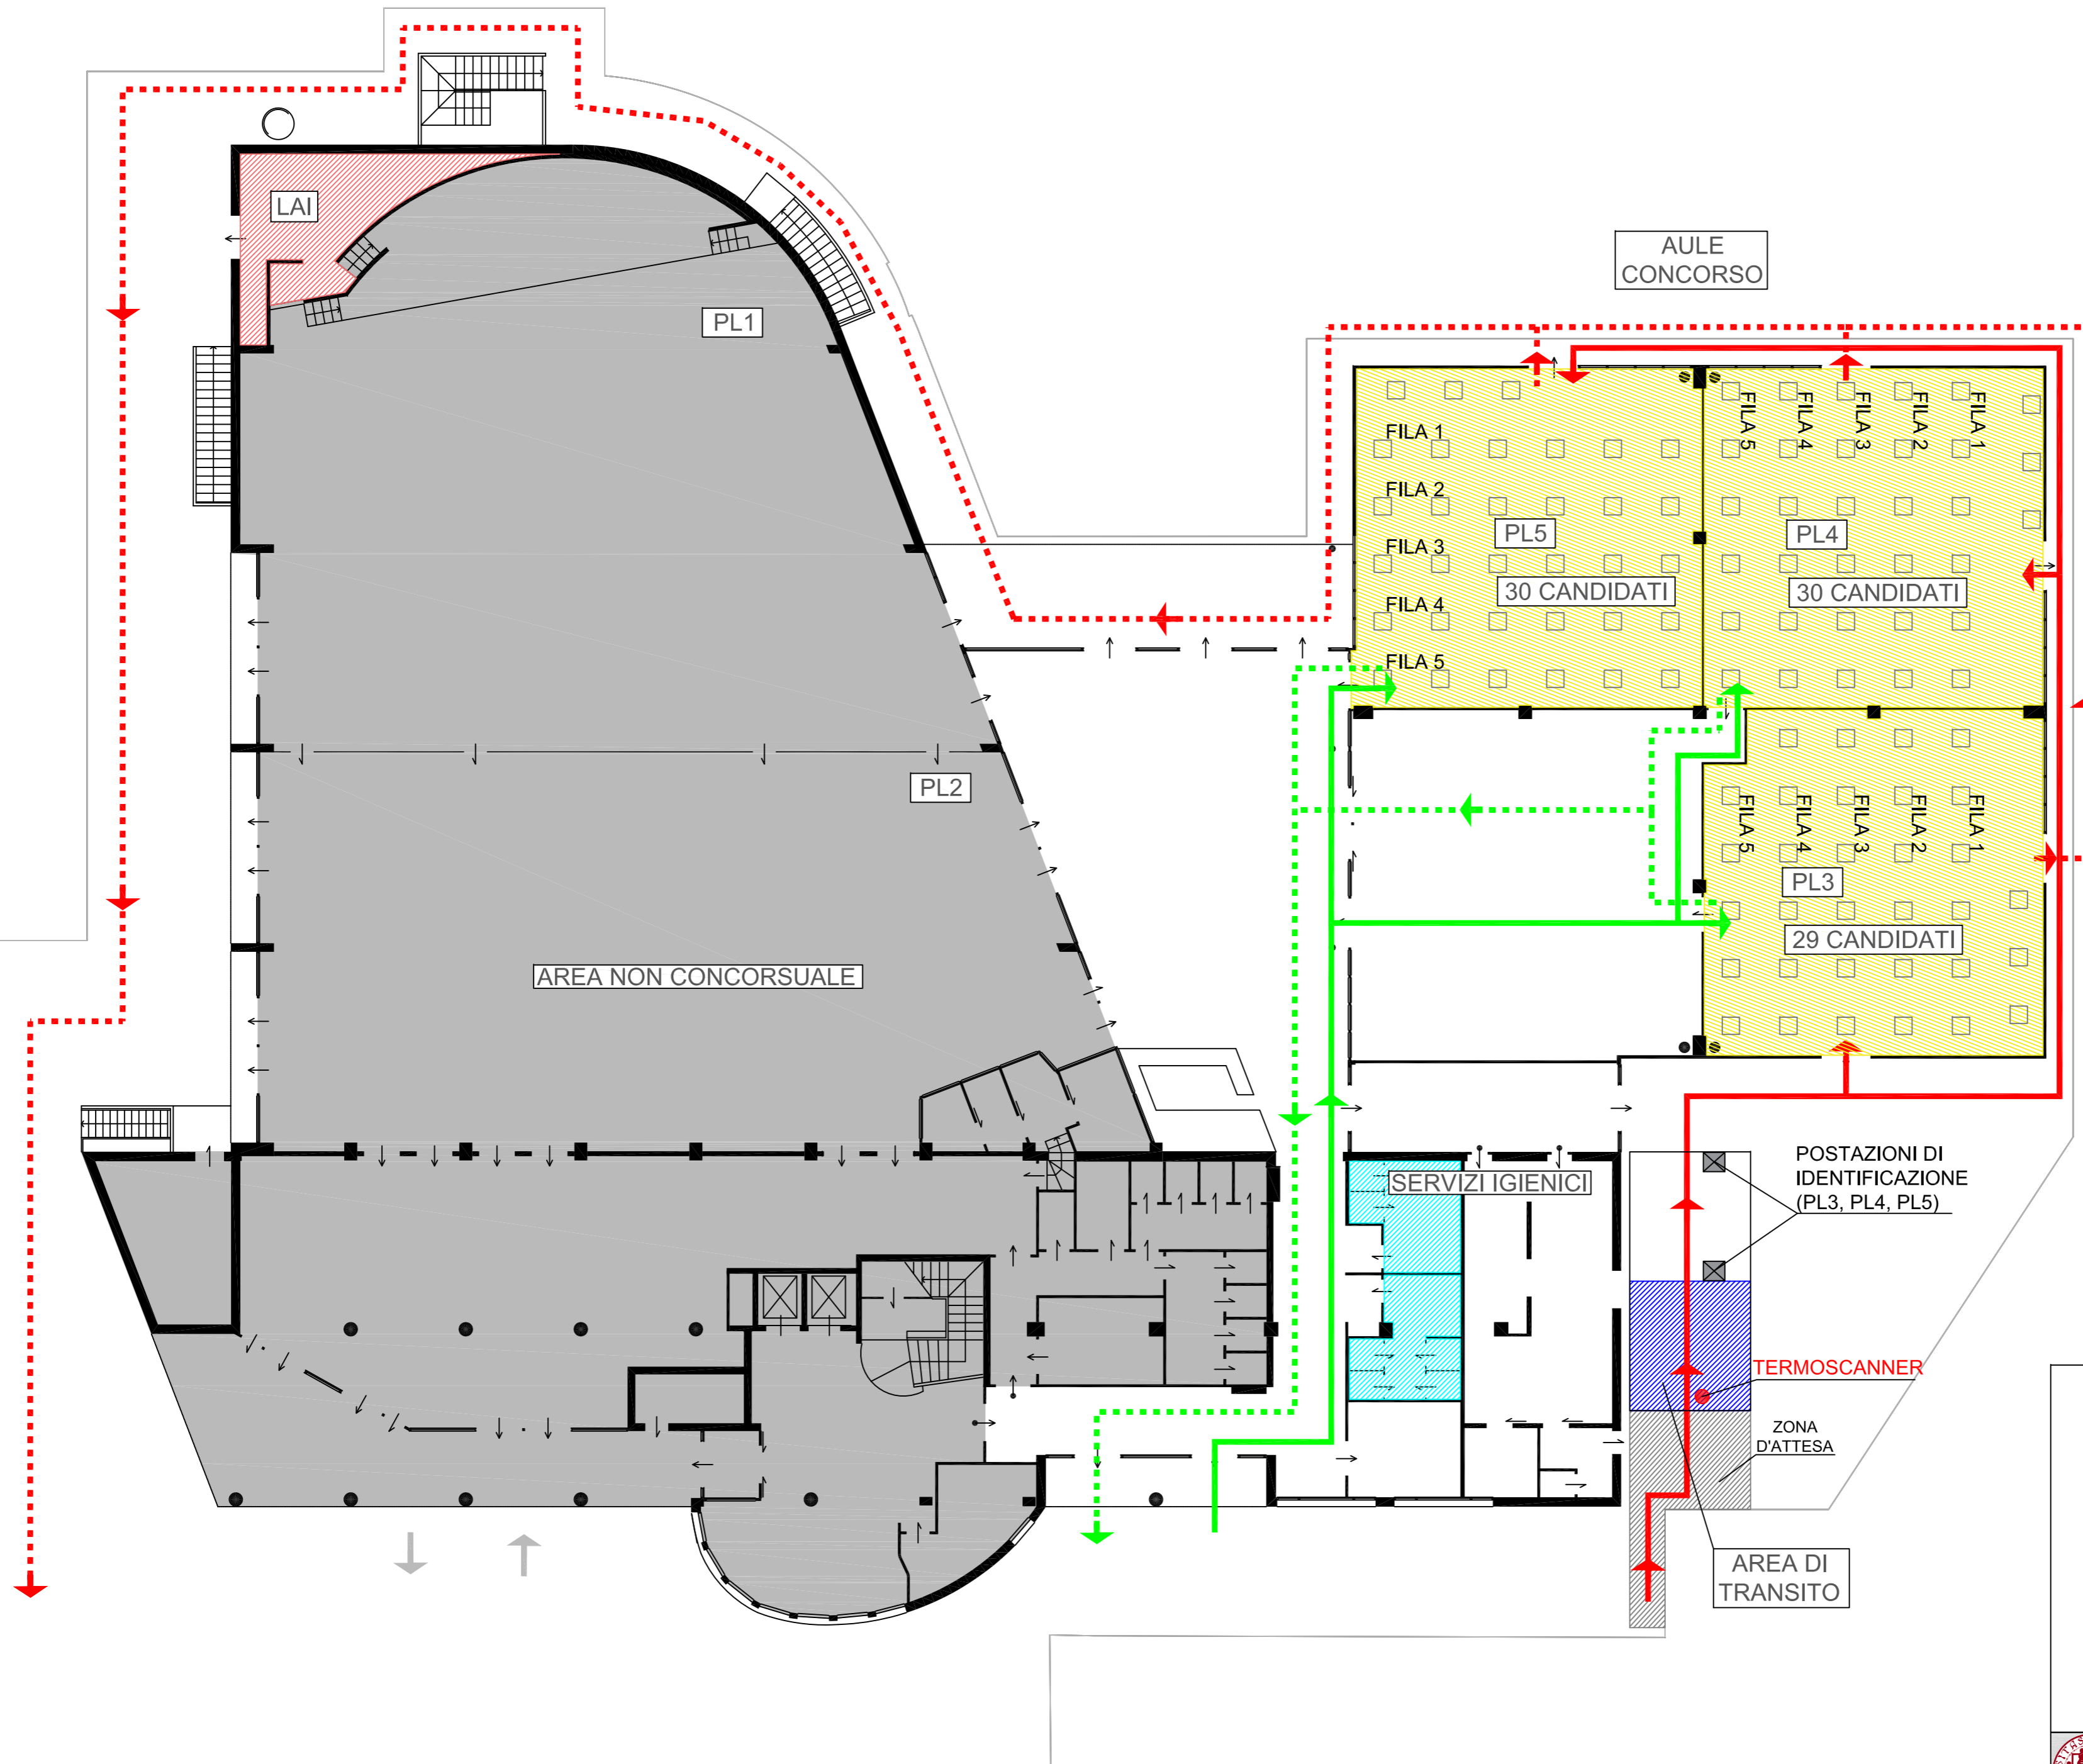 LAI
PL1
AULE
CONCORSO
FILA 1
FILA 2
FILA 3
FILA 4
FILA 5
PL5
30 CANDIDATI
FILA 5
FILA 4
FILA 3
FILA 2
FILA 1
PL4
30 CANDIDATI
PL2
FILA 5
FILA 4
FILA 3
FILA 2
FILA 1
PL3
29 CANDIDATI
AREA NON CONCORSUALE
SERVIZI IGIENICI
POSTAZIONI DI
IDENTIFICAZIONE
(PL3, PL4, PL5)
TERMOSCANNER
ZONA
D'ATTESA
AREA DI
TRANSITO